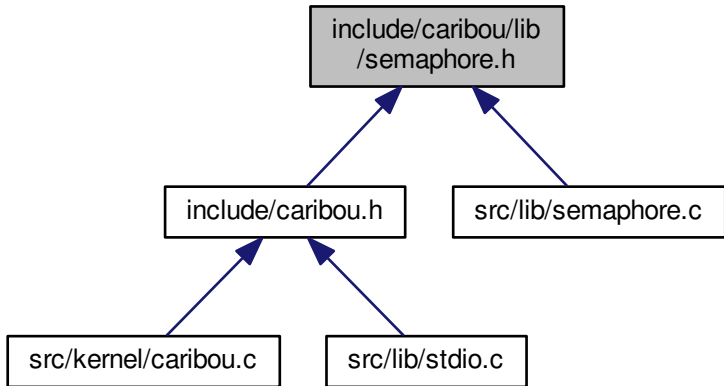 include/caribou/lib
/semaphore.h
include/caribou.h
src/lib/semaphore.c
src/kernel/caribou.c
src/lib/stdio.c